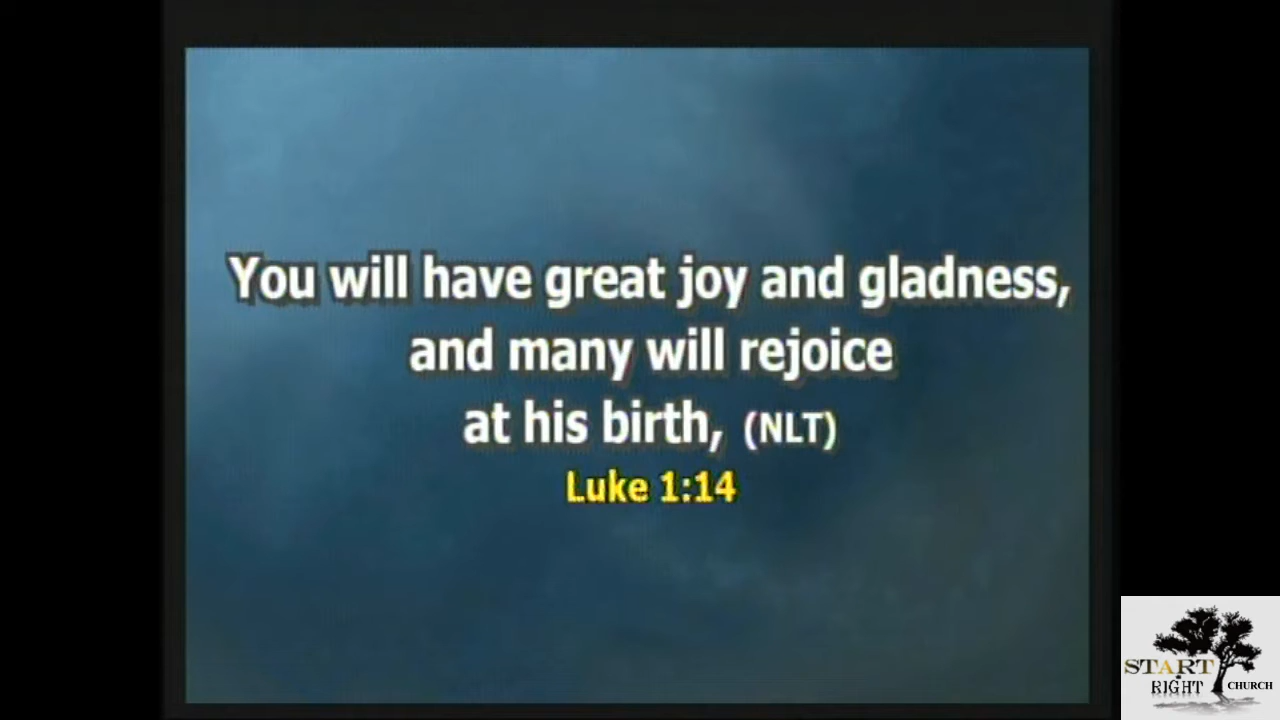 You will have great joy and gladness,
and many will rejoice
at his birth, (NLT)
Luke 1:14
START
RIGHT CHURCH